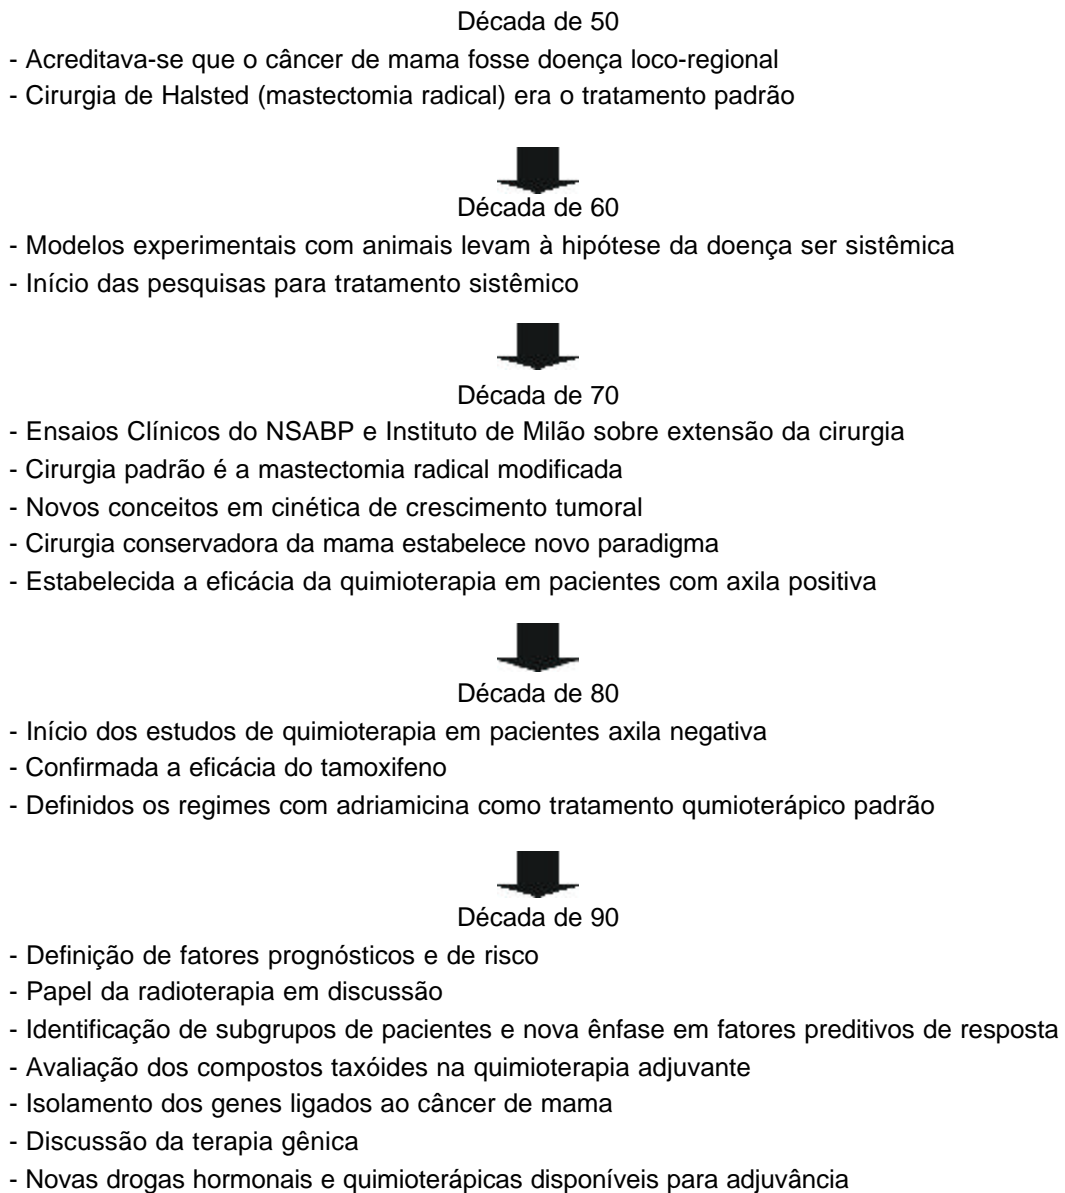 Década de 50
- Acreditava-se que o câncer de mama fosse doença loco-regional
- Cirurgia de Halsted (mastectomia radical) era o tratamento padrão
Década de 60
- Modelos experimentais com animais levam à hipótese da doença ser sistêmica
- Início das pesquisas para tratamento sistêmico
Década de 70
- Ensaios Clínicos do NSABP e Instituto de Milão sobre extensão da cirurgia
- Cirurgia padrão é a mastectomia radical modificada
- Novos conceitos em cinética de crescimento tumoral
- Cirurgia conservadora da mama estabelece novo paradigma
- Estabelecida a eficácia da quimioterapia em pacientes com axila positiva
Década de 80
- Início dos estudos de quimioterapia em pacientes axila negativa
- Confirmada a eficácia do tamoxifeno
- Definidos os regimes com adriamicina como tratamento qumioterápico padrão
Década de 90
- Definição de fatores prognósticos e de risco
- Papel da radioterapia em discussão
- Identificação de subgrupos de pacientes e nova ênfase em fatores preditivos de resposta
- Avaliação dos compostos taxóides na quimioterapia adjuvante
- Isolamento dos genes ligados ao câncer de mama
- Discussão da terapia gênica
- Novas drogas hormonais e quimioterápicas disponíveis para adjuvância